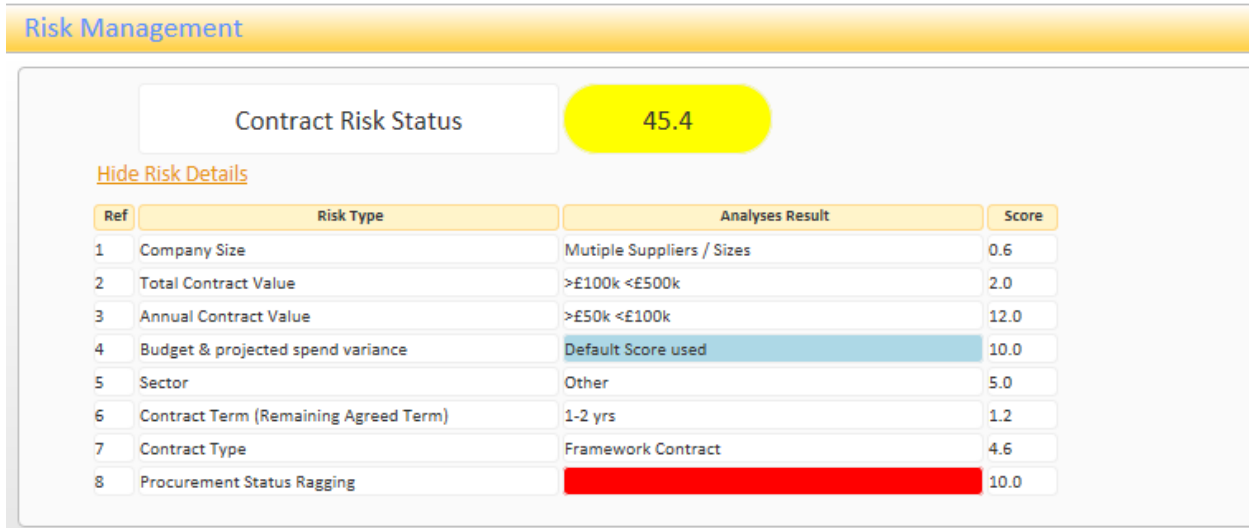 Risk Management
Contract Risk Status 45.4
Hide Risk Details
Ref Risk Type Analyses Result Score
1 Company Size Mutiple Suppliers / Sizes 0.6
2 Total Contract Value >£100k <£500k 2.0
3 Annual Contract Value >£50k <£100k 12.0
4 Budget & projected spend variance Default Score used 10.0
5 Sector Other 5.0
6 Contract Term (Remaining Agreed Term) 1-2 yrs 1.2
7 Contract Type Framework Contract 4.6
8 Procurement Status Ragging 10.0